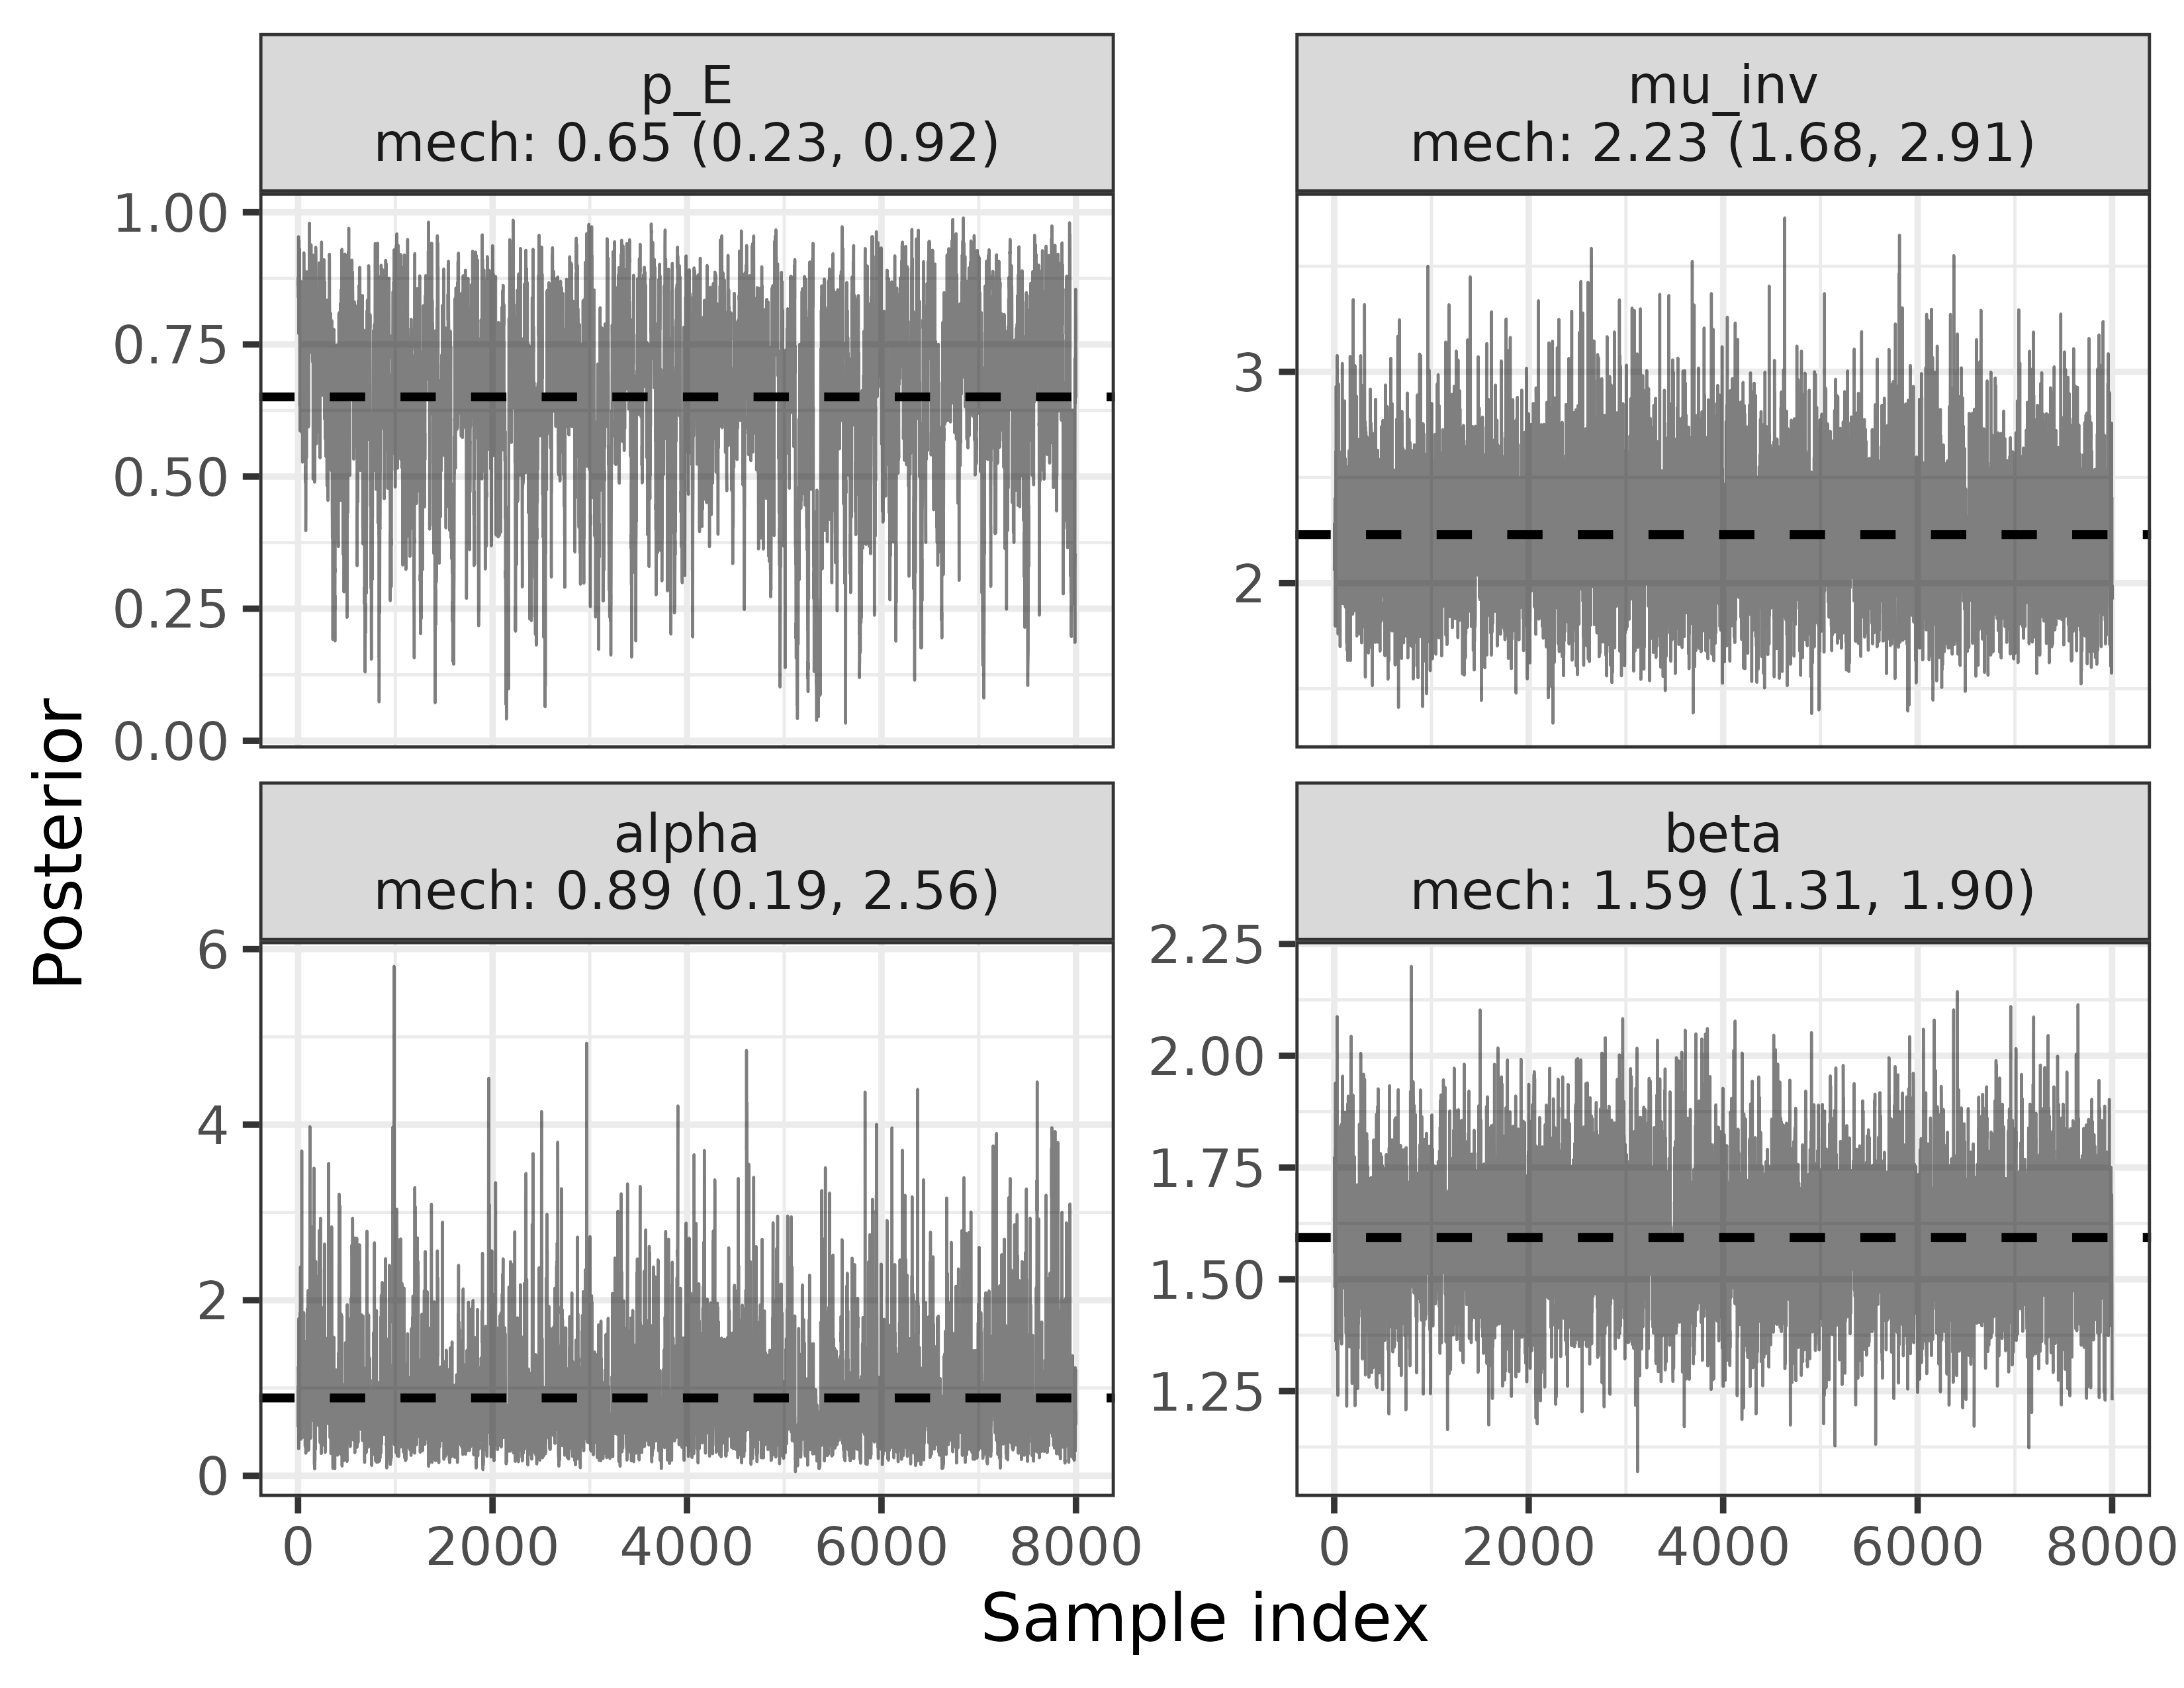 p_E
mech: 0.65 (0.23, 0.92)
mu_inv
mech: 2.23 (1.68, 2.91)
1.00
0.75
0.50
0.25
0.00
3
2
alpha
mech: 0.89 (0.19, 2.56)
beta
mech: 1.59 (1.31, 1.90)
6
4
2
0
2.25
2.00
1.75
1.50
1.25
0 2000 4000 6000 8000
0 2000 4000 6000 8000
Posterior
Sample index